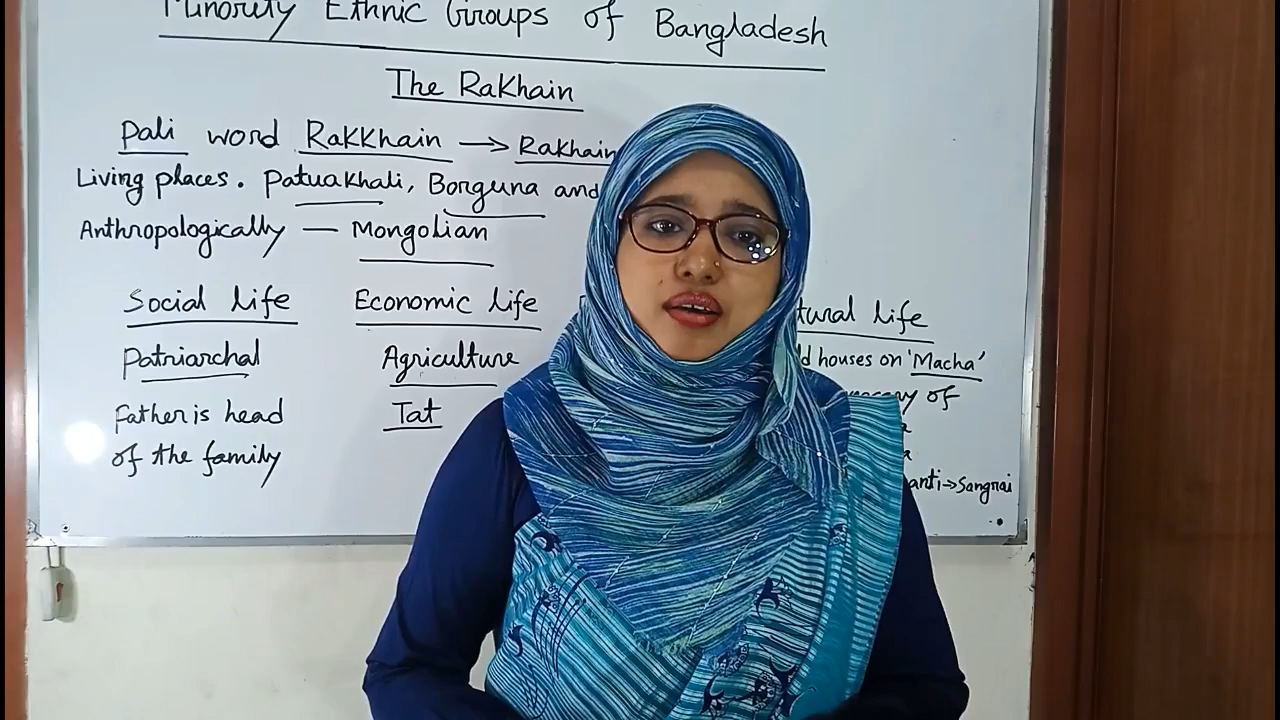 Minority Ethnic Groups of Bangladesh
The Rakhain
Pali word Rakkhain → Rakhain
Living places. Patuakhali, Borguna and
Anthropologically — Mongolian
Social life Economic life tural life
Patriarchal Agriculture houses on 'Macha'
Father is head Tat of
of the family
anti→Sangrai